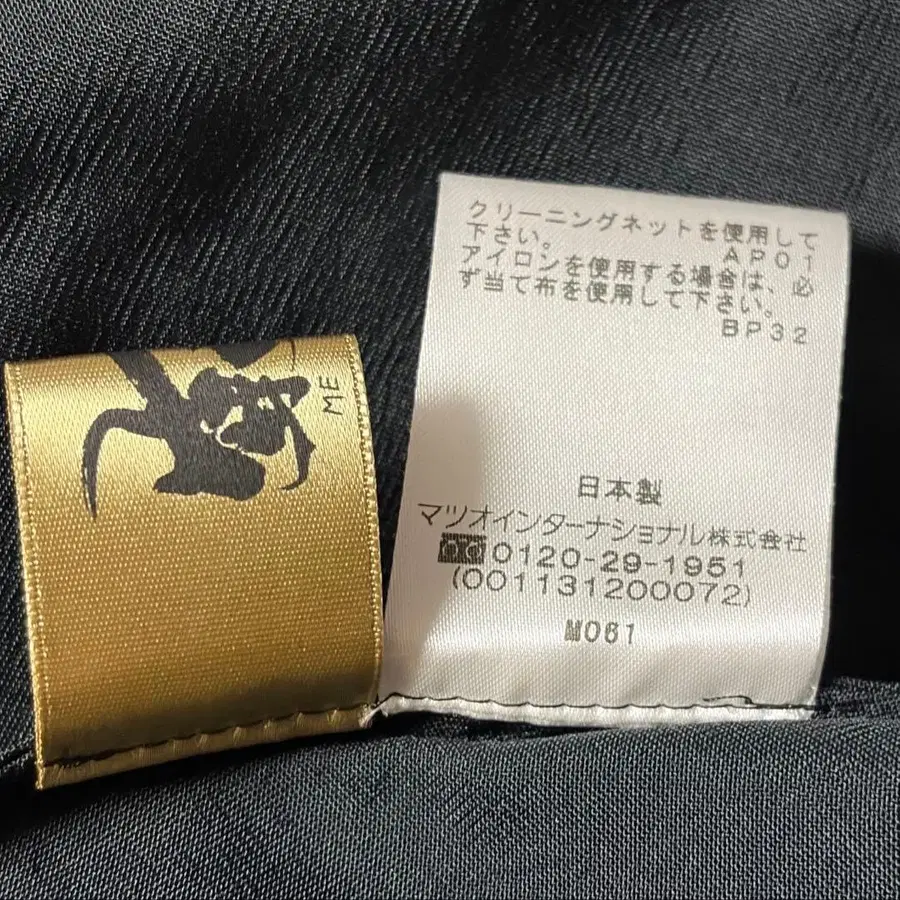 クリーニングネットを使用して
下さい。
AP01
アイロンを使用する場合は、必
ず当て布を使用して下さい。
BP32
日本製
マツオインターナショナル株式会社
0120-29-1951
(001131200072)
M061
ME